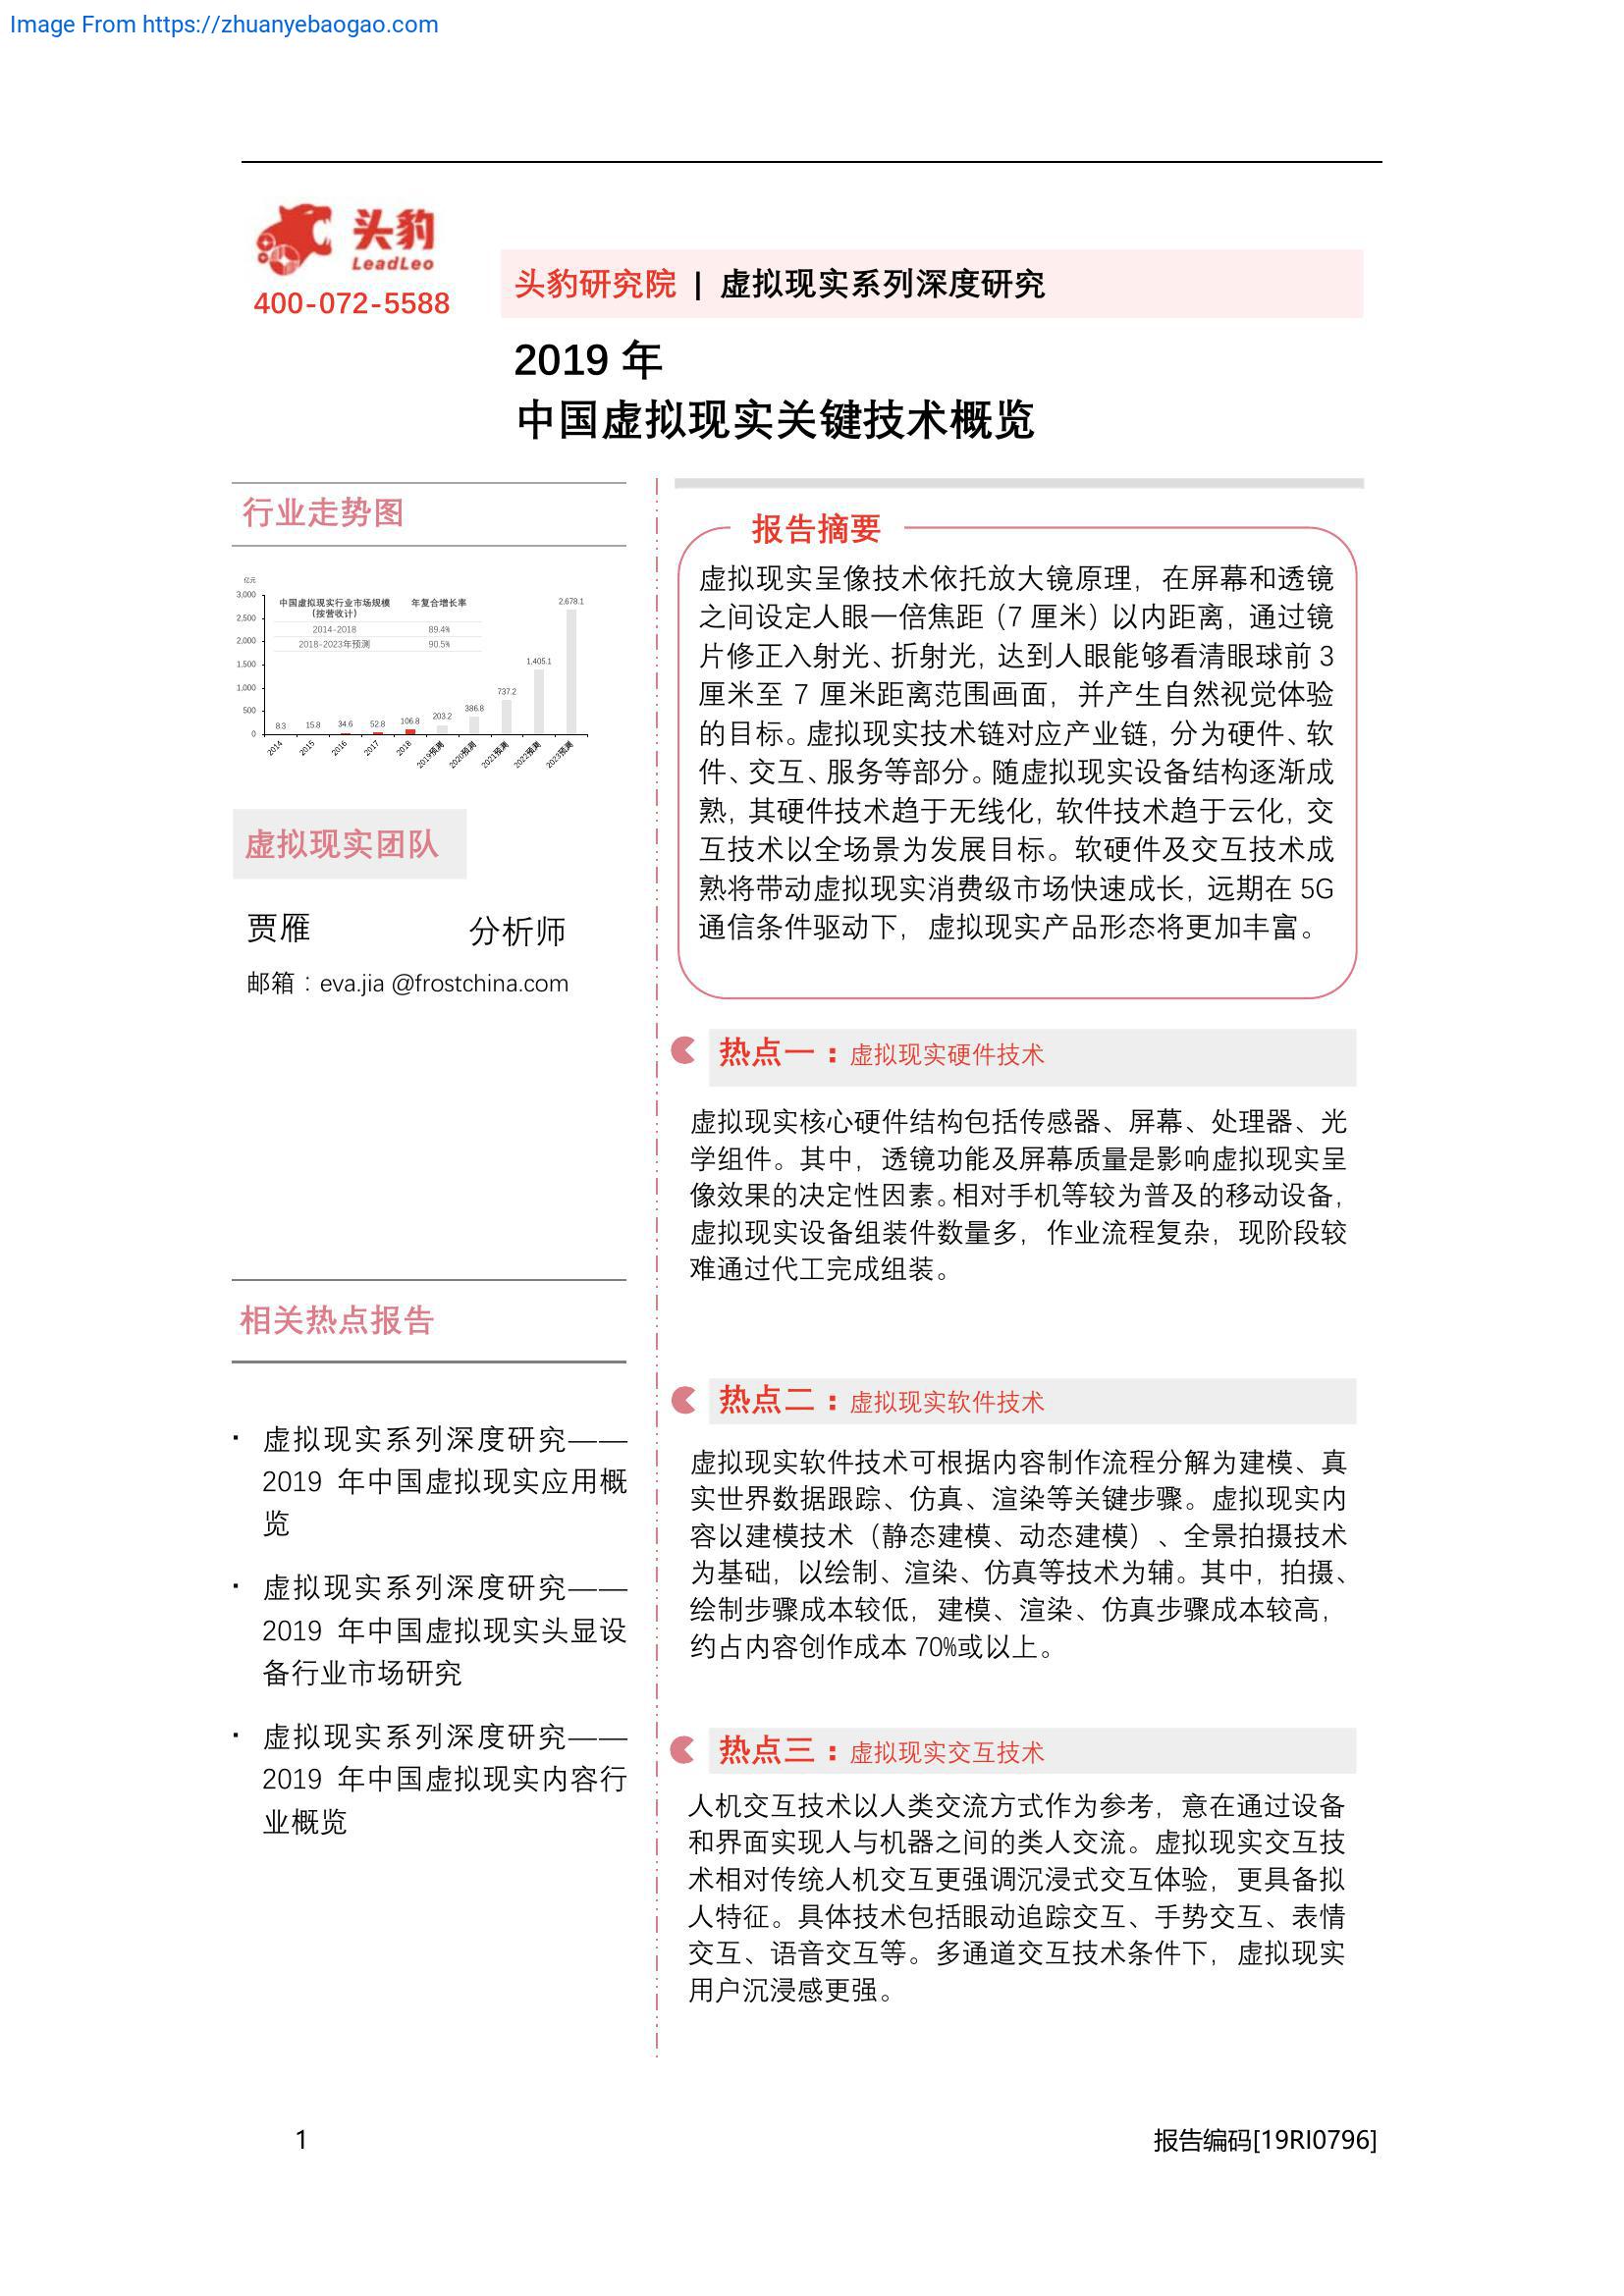 Image From https://zhuanyebaogao.com
头豹
LeadLeo
400-072-5588
头豹研究院 | 虚拟现实系列深度研究
2019 年
中国虚拟现实关键技术概览
行业走势图
亿元
3,000
2,500
2,000
1,500
1,000
500
0
中国虚拟现实行业市场规模 年复合增长率
(按营收计)
2014-2018 89.4%
2018-2023年预测 90.5%
8.3 15.8 34.6 52.8 106.8 203.2 386.8 737.2 1,405.1 2,678.1
2014 2015 2016 2017 2018 2019预测 2020预测 2021预测 2022预测 2023预测
虚拟现实团队
贾雁 分析师
邮箱：eva.jia @frostchina.com
相关热点报告
· 虚拟现实系列深度研究——
2019 年中国虚拟现实应用概
览
· 虚拟现实系列深度研究——
2019 年中国虚拟现实头显设
备行业市场研究
· 虚拟现实系列深度研究——
2019 年中国虚拟现实内容行
业概览
报告摘要
虚拟现实呈像技术依托放大镜原理，在屏幕和透镜
之间设定人眼一倍焦距（7 厘米）以内距离，通过镜
片修正入射光、折射光，达到人眼能够看清眼球前 3
厘米至 7 厘米距离范围画面，并产生自然视觉体验
的目标。虚拟现实技术链对应产业链，分为硬件、软
件、交互、服务等部分。随虚拟现实设备结构逐渐成
熟，其硬件技术趋于无线化，软件技术趋于云化，交
互技术以全场景为发展目标。软硬件及交互技术成
熟将带动虚拟现实消费级市场快速成长，远期在 5G
通信条件驱动下，虚拟现实产品形态将更加丰富。
热点一：虚拟现实硬件技术
虚拟现实核心硬件结构包括传感器、屏幕、处理器、光
学组件。其中，透镜功能及屏幕质量是影响虚拟现实呈
像效果的决定性因素。相对手机等较为普及的移动设备，
虚拟现实设备组装件数量多，作业流程复杂，现阶段较
难通过代工完成组装。
热点二：虚拟现实软件技术
虚拟现实软件技术可根据内容制作流程分解为建模、真
实世界数据跟踪、仿真、渲染等关键步骤。虚拟现实内
容以建模技术（静态建模、动态建模）、全景拍摄技术
为基础，以绘制、渲染、仿真等技术为辅。其中，拍摄、
绘制步骤成本较低，建模、渲染、仿真步骤成本较高，
约占内容创作成本 70%或以上。
热点三：虚拟现实交互技术
人机交互技术以人类交流方式作为参考，意在通过设备
和界面实现人与机器之间的类人交流。虚拟现实交互技
术相对传统人机交互更强调沉浸式交互体验，更具备拟
人特征。具体技术包括眼动追踪交互、手势交互、表情
交互、语音交互等。多通道交互技术条件下，虚拟现实
用户沉浸感更强。
1
报告编码[19RI0796]